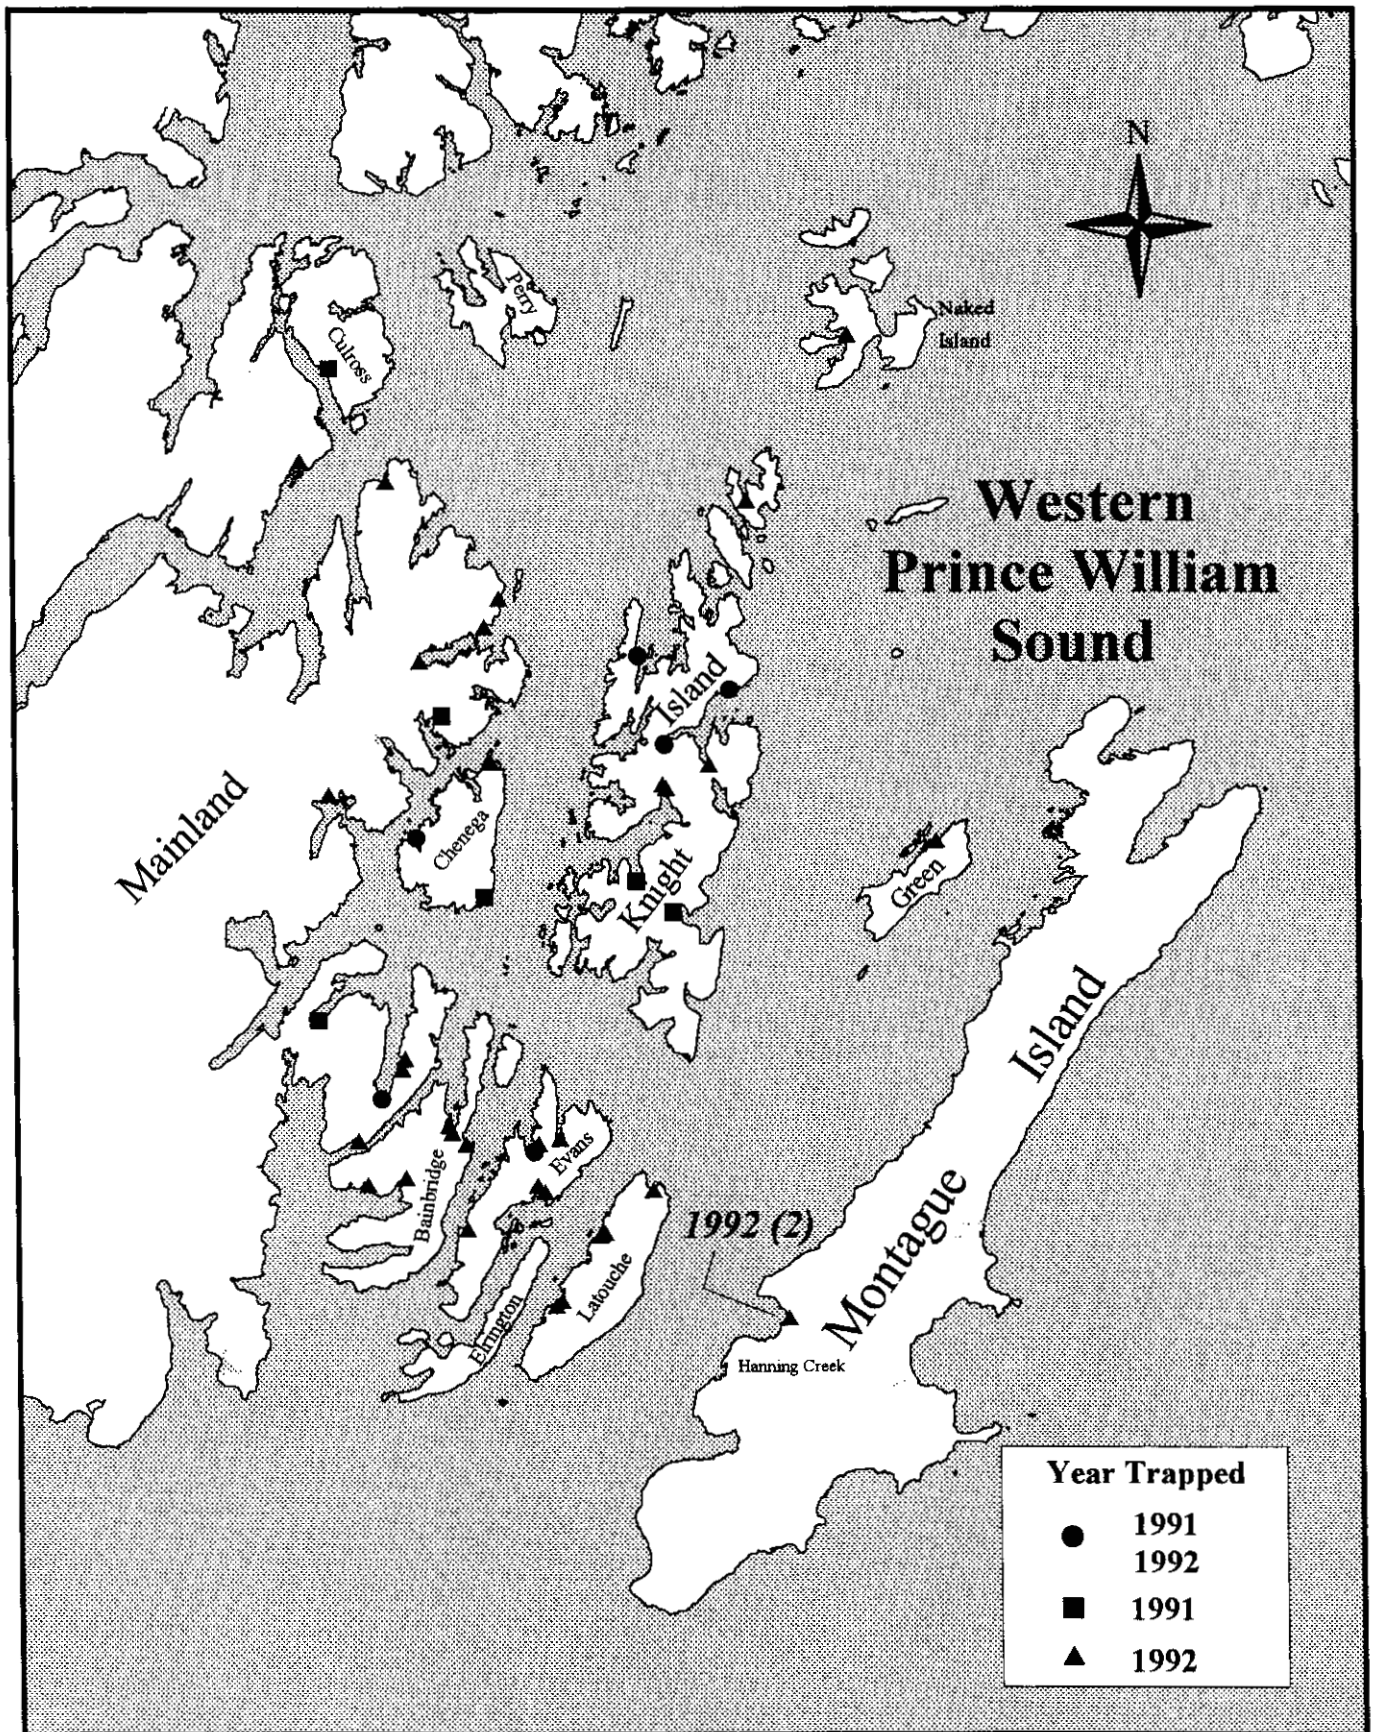 N
Perry
Culross
Naked
Island
Western
Prince William
Sound
Island
Mainland
Chenega
Knight
Green
Island
Evans
Bainbridge
Montague
1992 (2)
Latouche
Elrington
Hanning Creek
Year Trapped
1991
1992
1991
1992